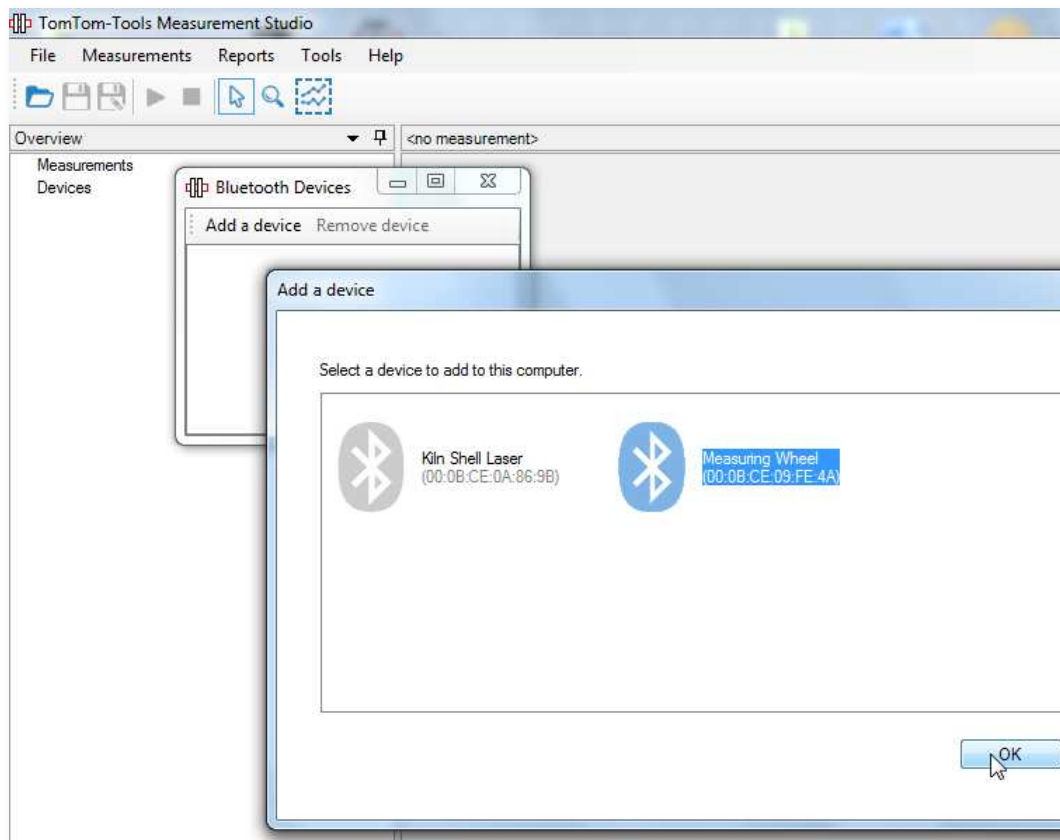 TomTom-Tools Measurement Studio
File Measurements Reports Tools Help
Overview
<no measurement>
Measurements
Devices
Bluetooth Devices
Add a device Remove device
Add a device
Select a device to add to this computer.
Kiln Shell Laser
(00:0B:CE:0A:86:9B)
Measuring Wheel
(00:0B:CE:09:FE:4A)
OK